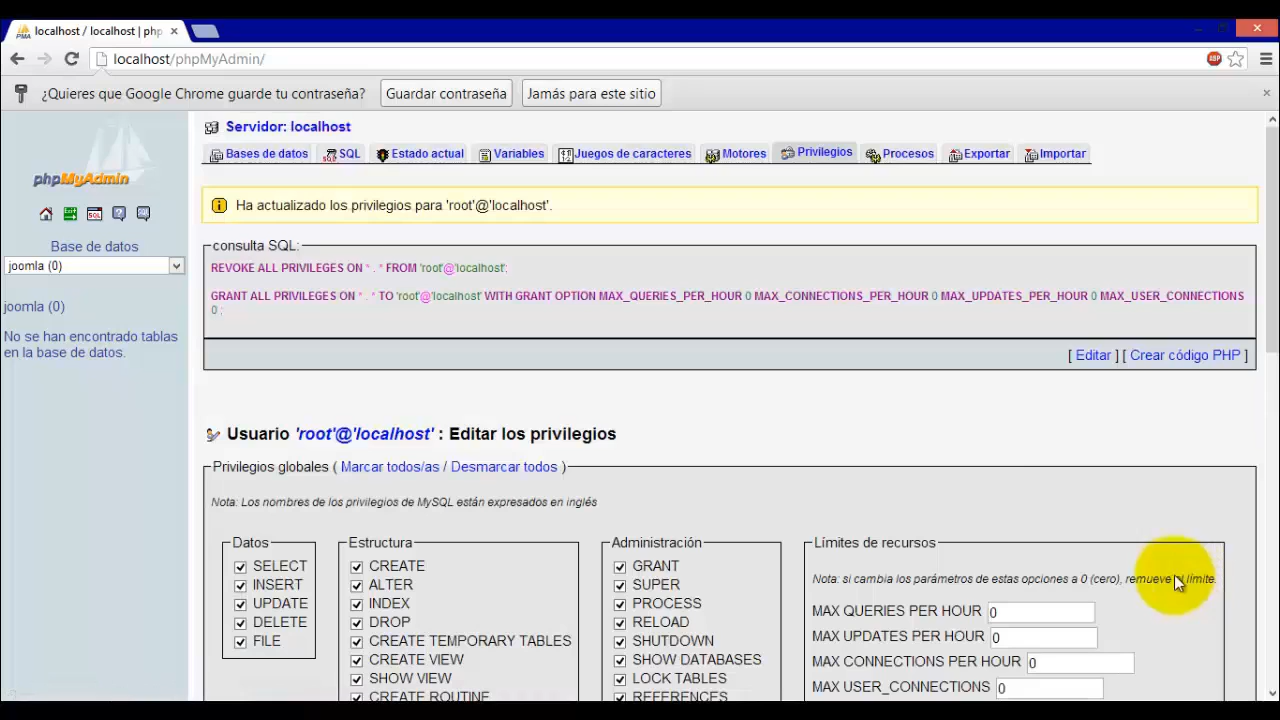 localhost / localhost | php
localhost/phpMyAdmin/
ABP
¿Quieres que Google Chrome guarde tu contraseña? Guardar contraseña Jamás para este sitio
phpMyAdmin
Base de datos
joomla (0)
joomla (0)
No se han encontrado tablas
en la base de datos.
Servidor: localhost
Bases de datos SQL Estado actual Variables Juegos de caracteres Motores Privilegios Procesos Exportar Importar
Ha actualizado los privilegios para 'root'@'localhost'.
consulta SQL:
REVOKE ALL PRIVILEGES ON * . * FROM 'root'@'localhost';
GRANT ALL PRIVILEGES ON * . * TO 'root'@'localhost' WITH GRANT OPTION MAX_QUERIES_PER_HOUR 0 MAX_CONNECTIONS_PER_HOUR 0 MAX_UPDATES_PER_HOUR 0 MAX_USER_CONNECTIONS
0 ;
[ Editar ] [ Crear código PHP ]
Usuario 'root'@'localhost' : Editar los privilegios
Privilegios globales ( Marcar todos/as / Desmarcar todos )
Nota: Los nombres de los privilegios de MySQL están expresados en inglés
Datos
SELECT
INSERT
UPDATE
DELETE
FILE
Estructura
CREATE
ALTER
INDEX
DROP
CREATE TEMPORARY TABLES
CREATE VIEW
SHOW VIEW
CREATE ROUTINE
Administración
GRANT
SUPER
PROCESS
RELOAD
SHUTDOWN
SHOW DATABASES
LOCK TABLES
REFERENCES
Límites de recursos
Nota: si cambia los parámetros de estas opciones a 0 (cero), remueve el límite.
MAX QUERIES PER HOUR 0
MAX UPDATES PER HOUR 0
MAX CONNECTIONS PER HOUR 0
MAX USER_CONNECTIONS 0